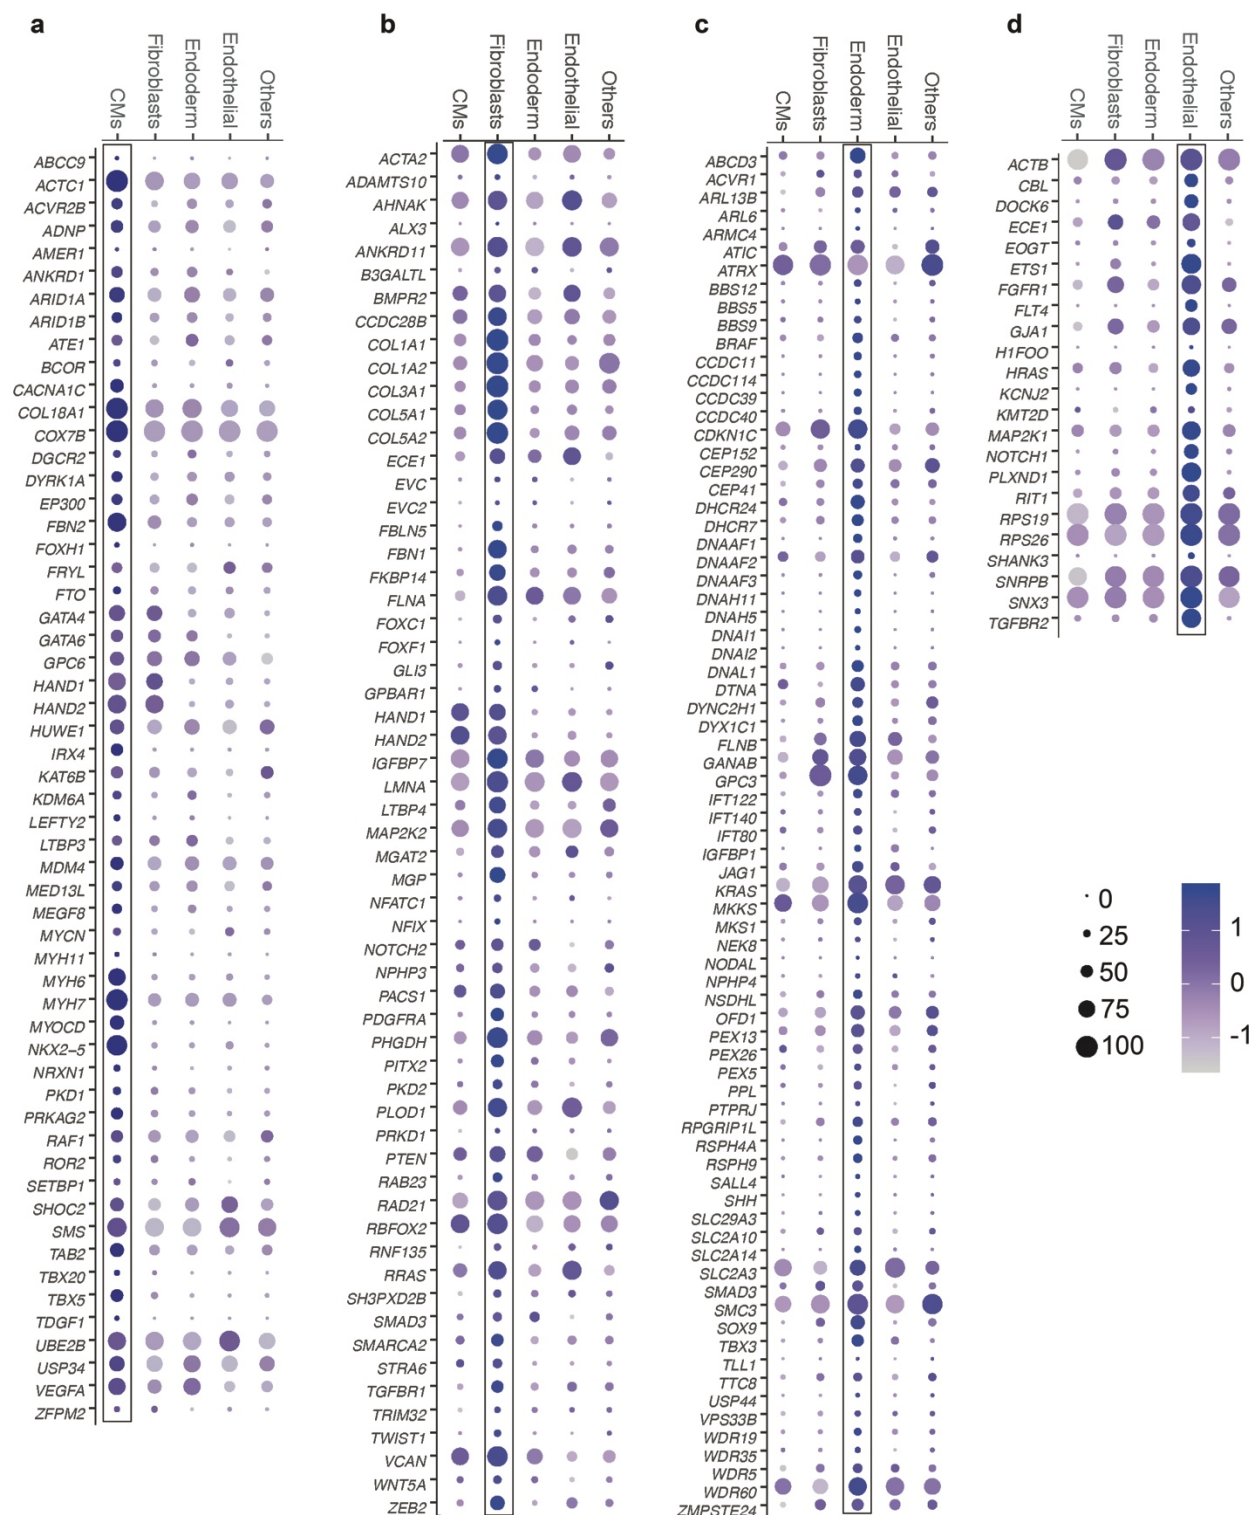 a
CMs
Fibroblasts
Endoderm
Endothelial
Others
ABCC9
ACTC1
ACVR2B
ADNP
AMER1
ANKRD1
ARID1A
ARID1B
ATE1
BCOR
CACNA1C
COL18A1
COX7B
DGCR2
DYRK1A
EP300
FBN2
FOXH1
FRYL
FTO
GATA4
GATA6
GPC6
HAND1
HAND2
HUWE1
IRX4
KAT6B
KDM6A
LEFTY2
LTBP3
MDM4
MED13L
MEGF8
MYCN
MYH11
MYH6
MYH7
MYOCD
NKX2–5
NRXN1
PKD1
PRKAG2
RAF1
ROR2
SETBP1
SHOC2
SMS
TAB2
TBX20
TBX5
TDGF1
UBE2B
USP34
VEGFA
ZFPM2
b
CMs
Fibroblasts
Endoderm
Endothelial
Others
ACTA2
ADAMTS10
AHNAK
ALX3
ANKRD11
B3GALTL
BMPR2
CCDC28B
COL1A1
COL1A2
COL3A1
COL5A1
COL5A2
ECE1
EVC
EVC2
FBLN5
FBN1
FKBP14
FLNA
FOXC1
FOXF1
GLI3
GPBAR1
HAND1
HAND2
IGFBP7
LMNA
LTBP4
MAP2K2
MGAT2
MGP
NFATC1
NFIX
NOTCH2
NPHP3
PACS1
PDGFRA
PHGDH
PITX2
PKD2
PLOD1
PRKD1
PTEN
RAB23
RAD21
RBFOX2
RNF135
RRAS
SH3PXD2B
SMAD3
SMARCA2
STRA6
TGFBR1
TRIM32
TWIST1
VCAN
WNT5A
ZEB2
c
CMs
Fibroblasts
Endoderm
Endothelial
Others
ABCD3
ACVR1
ARL13B
ARL6
ARMC4
ATIC
ATRX
BBS12
BBS5
BBS9
BRAF
CCDC11
CCDC114
CCDC39
CCDC40
CDKN1C
CEP152
CEP290
CEP41
DHCR24
DHCR7
DNAAF1
DNAAF2
DNAAF3
DNAH11
DNAH5
DNAI1
DNAI2
DNAL1
DTNA
DYNC2H1
DYX1C1
FLNB
GANAB
GPC3
IFT122
IFT140
IFT80
IGFBP1
JAG1
KRAS
MKKS
MKS1
NEK8
NODAL
NPHP4
NSDHL
OFD1
PEX13
PEX26
PEX5
PPL
PTPRJ
RPGRIP1L
RSPH4A
RSPH9
SALL4
SHH
SLC29A3
SLC2A10
SLC2A14
SLC2A3
SMAD3
SMC3
SOX9
TBX3
TLL1
TTC8
USP44
VPS33B
WDR19
WDR35
WDR5
WDR60
ZMPSTE24
d
CMs
Fibroblasts
Endoderm
Endothelial
Others
ACTB
CBL
DOCK6
ECE1
EOGT
ETS1
FGFR1
FLT4
GJA1
H1FOO
HRAS
KCNJ2
KMT2D
MAP2K1
NOTCH1
PLXND1
RIT1
RPS19
RPS26
SHANK3
SNRPB
SNX3
TGFBR2
0
25
50
75
100
1
0
-1